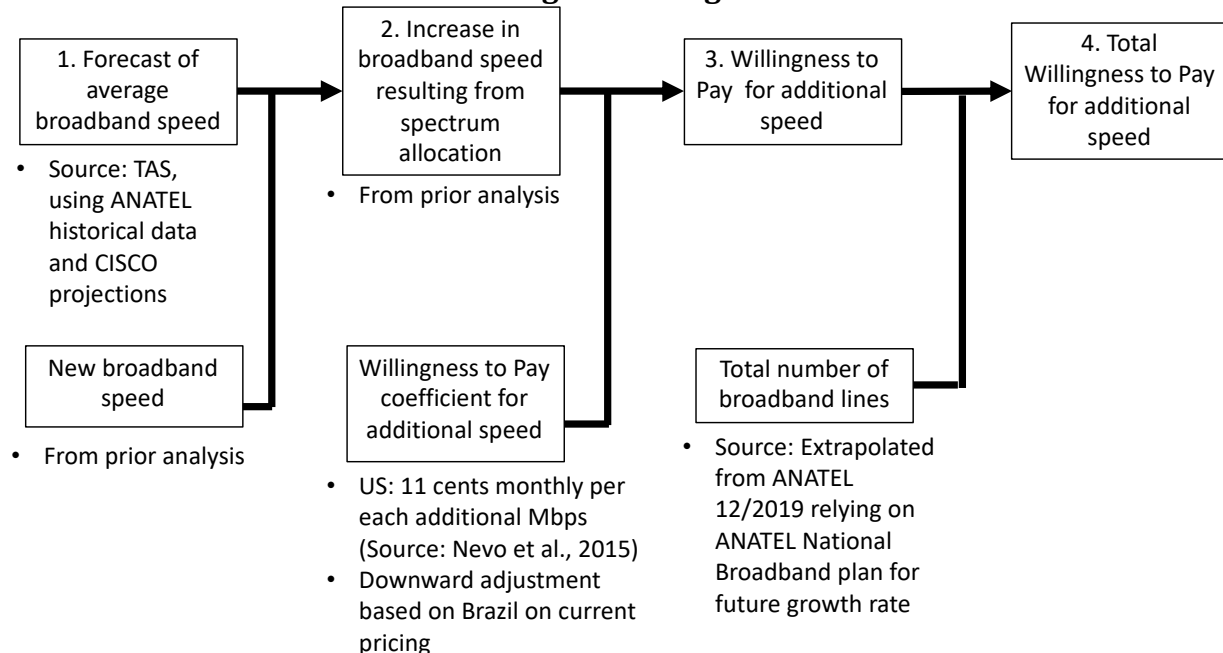 1. Forecast of
average
broadband speed
• Source: TAS,
using ANATEL
historical data
and CISCO
projections
2. Increase in
broadband speed
resulting from
spectrum
allocation
• From prior analysis
3. Willingness to
Pay for additional
speed
4. Total
Willingness to Pay
for additional
speed
New broadband
speed
• From prior analysis
Willingness to Pay
coefficient for
additional speed
• US: 11 cents monthly per
each additional Mbps
(Source: Nevo et al., 2015)
• Downward adjustment
based on Brazil on current
pricing
Total number of
broadband lines
• Source: Extrapolated
from ANATEL
12/2019 relying on
ANATEL National
Broadband plan for
future growth rate